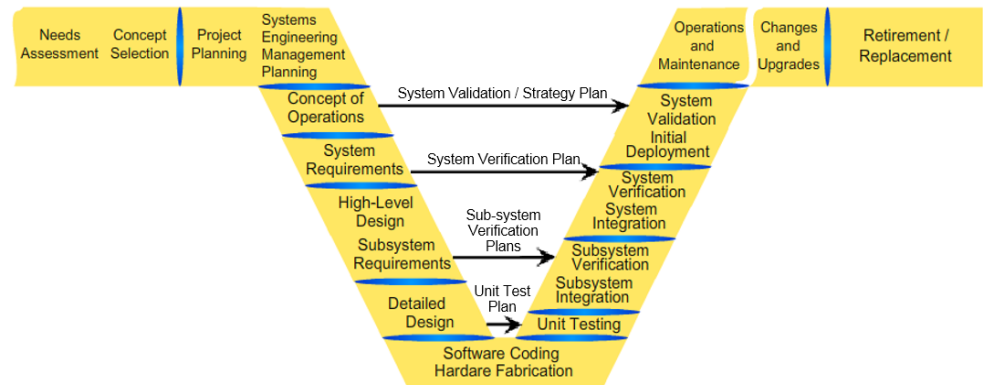 Needs
Assessment
Concept
Selection
Project
Planning
Systems
Engineering
Management
Planning
Operations
and
Maintenance
Changes
and
Upgrades
Retirement /
Replacement
Concept of
Operations
System Validation / Strategy Plan
System
Validation
Initial
Deployment
System
Requirements
System Verification Plan
System
Verification
System
Integration
High-Level
Design
Subsystem
Requirements
Sub-system
Verification
Plans
Subsystem
Verification
Subsystem
Integration
Detailed
Design
Unit Test
Plan
Unit Testing
Software Coding
Hardare Fabrication